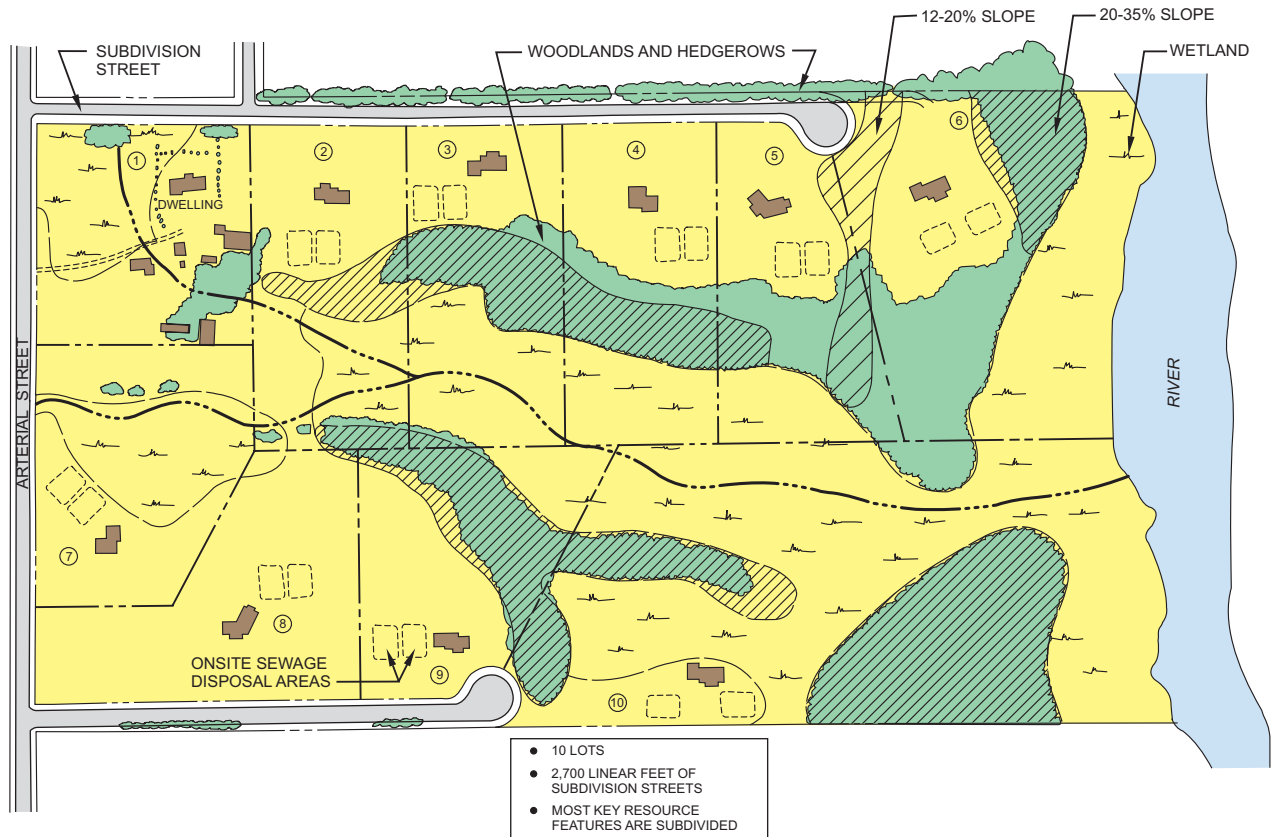 12-20% SLOPE
20-35% SLOPE
SUBDIVISION
STREET
WOODLANDS AND HEDGEROWS
WETLAND
1
2
3
4
5
6
DWELLING
ARTERIAL STREET
RIVER
7
8
ONSITE SEWAGE
DISPOSAL AREAS
9
10
● 10 LOTS
● 2,700 LINEAR FEET OF
SUBDIVISION STREETS
● MOST KEY RESOURCE
FEATURES ARE SUBDIVIDED